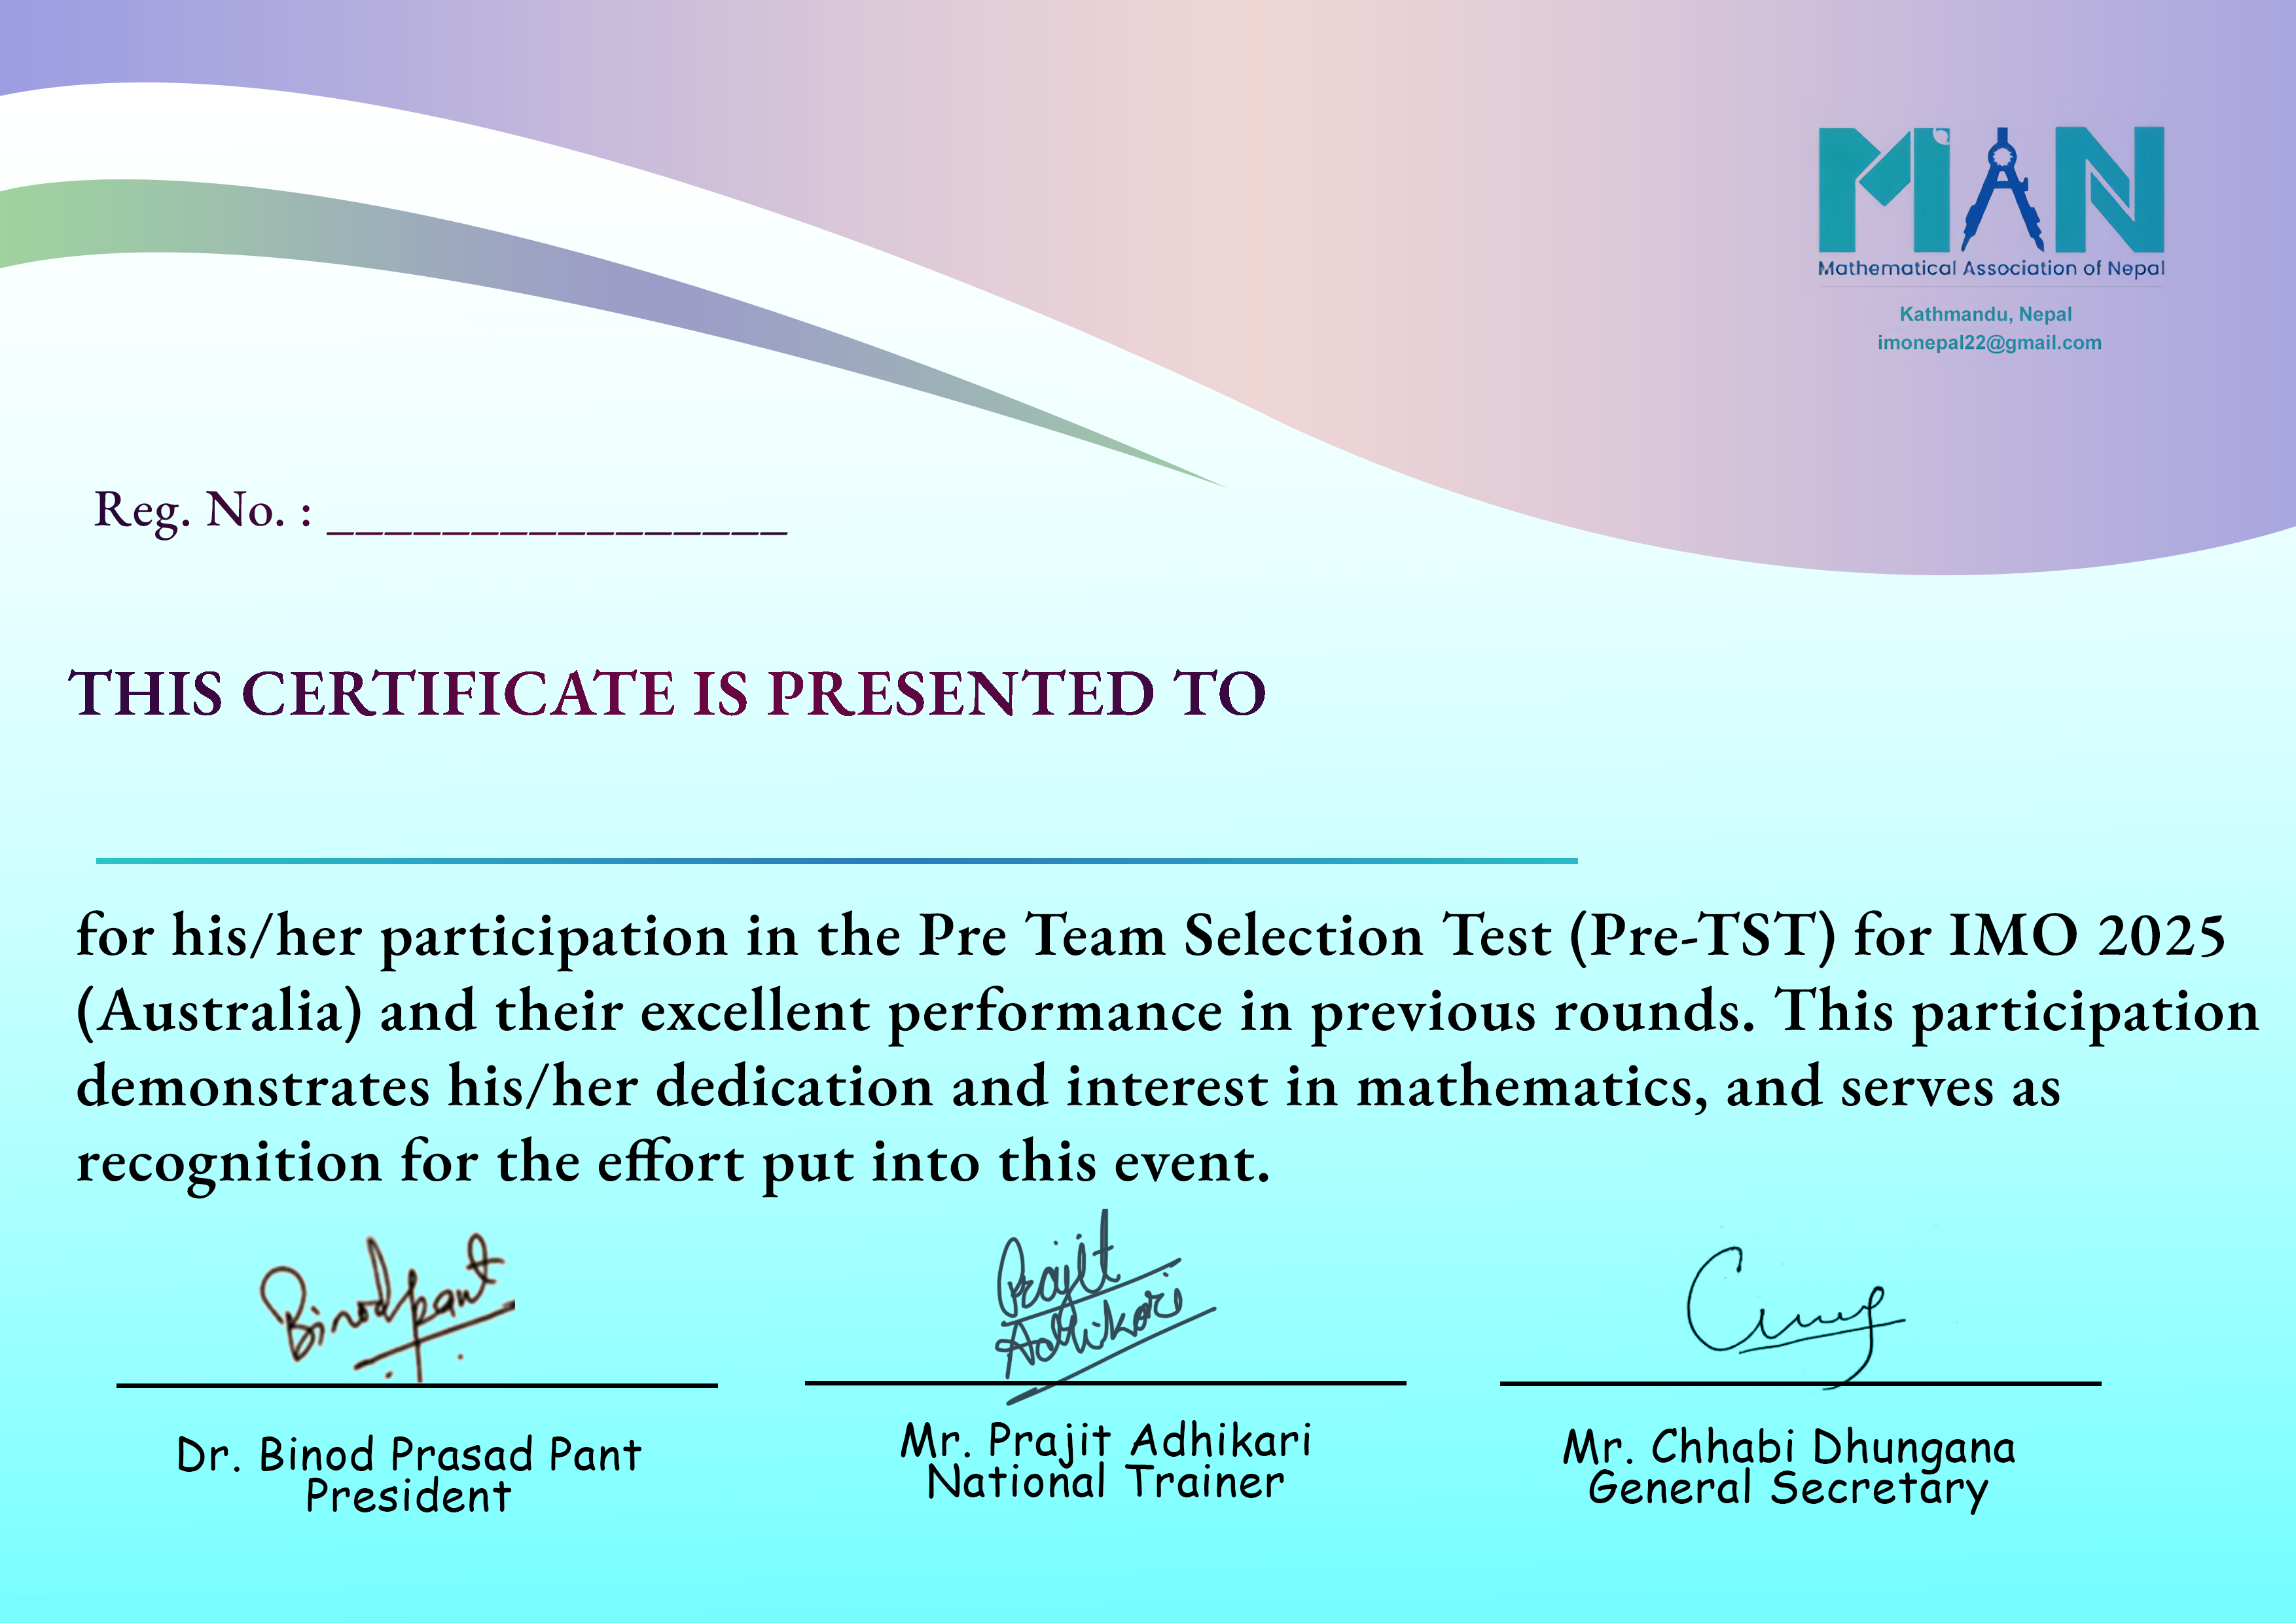 MAN
Mathematical Association of Nepal
Kathmandu, Nepal
imonepal22@gmail.com
Reg. No. : ________________
THIS CERTIFICATE IS PRESENTED TO
for his/her participation in the Pre Team Selection Test (Pre-TST) for IMO 2025
(Australia) and their excellent performance in previous rounds. This participation
demonstrates his/her dedication and interest in mathematics, and serves as
recognition for the effort put into this event.
Binod pant
Prajit
Adhikari
Dr. Binod Prasad Pant
President
Mr. Prajit Adhikari
National Trainer
Mr. Chhabi Dhungana
General Secretary